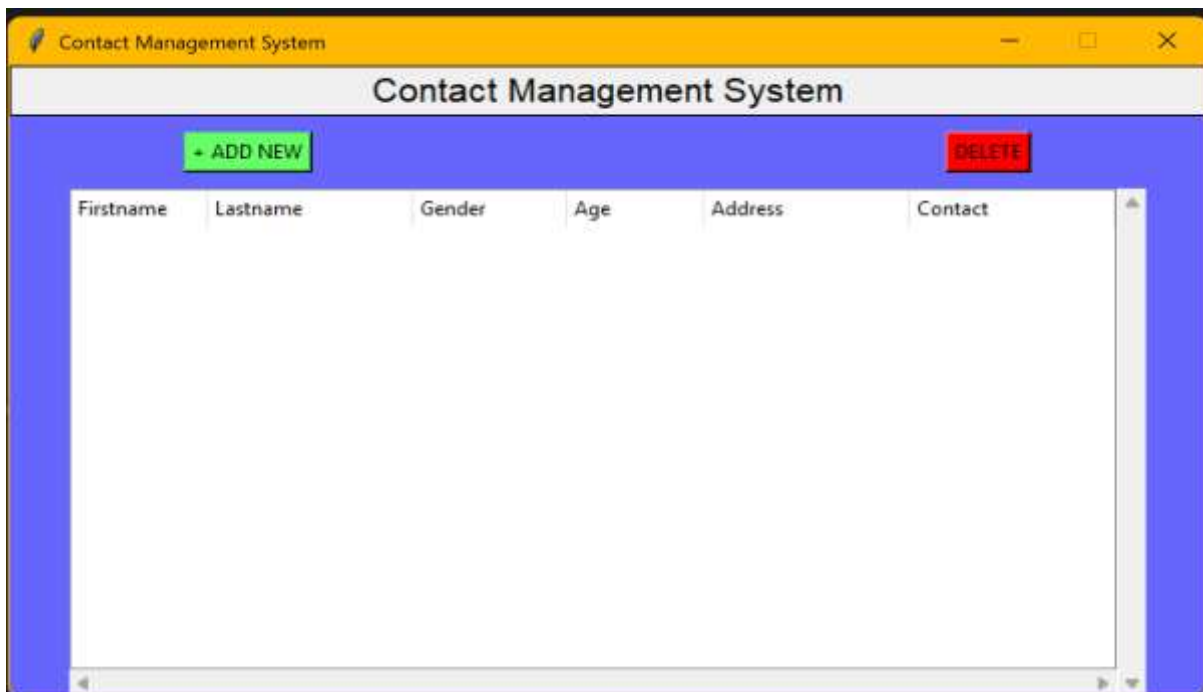 Contact Management System
Contact Management System
+ ADD NEW DELETE
Firstname Lastname Gender Age Address Contact